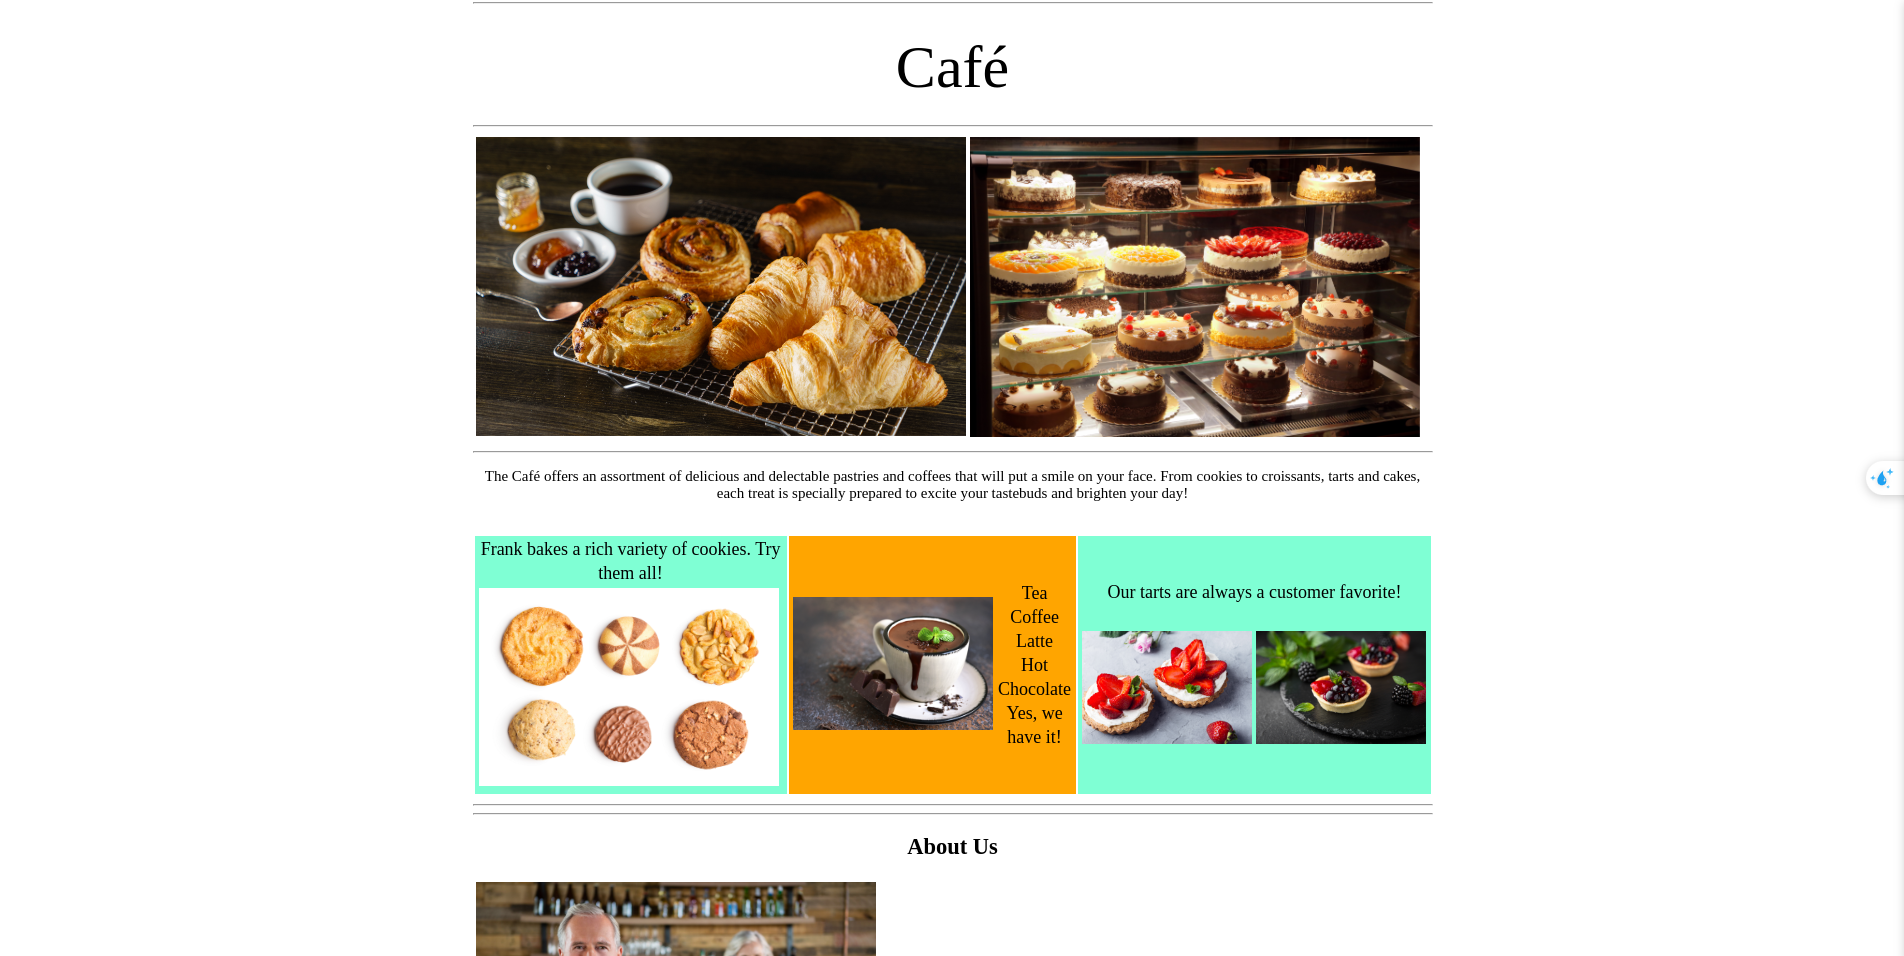 Café
The Café offers an assortment of delicious and delectable pastries and coffees that will put a smile on your face. From cookies to croissants, tarts and cakes,
each treat is specially prepared to excite your tastebuds and brighten your day!
Frank bakes a rich variety of cookies. Try
them all!
Tea
Coffee
Latte
Hot
Chocolate
Yes, we
have it!
Our tarts are always a customer favorite!
About Us